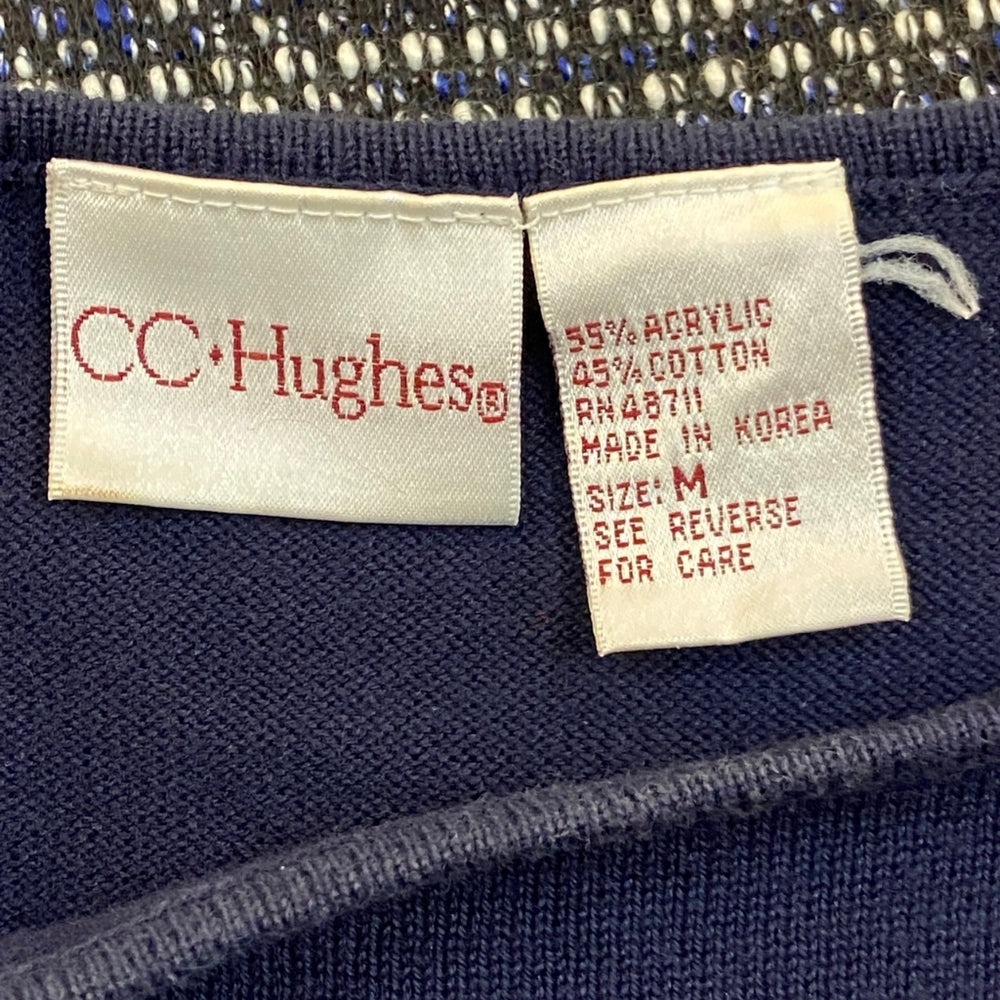 CC·Hughes®
55% ACRYLIC
45% COTTON
RN 48711
MADE IN KOREA
SIZE: M
SEE REVERSE
FOR CARE